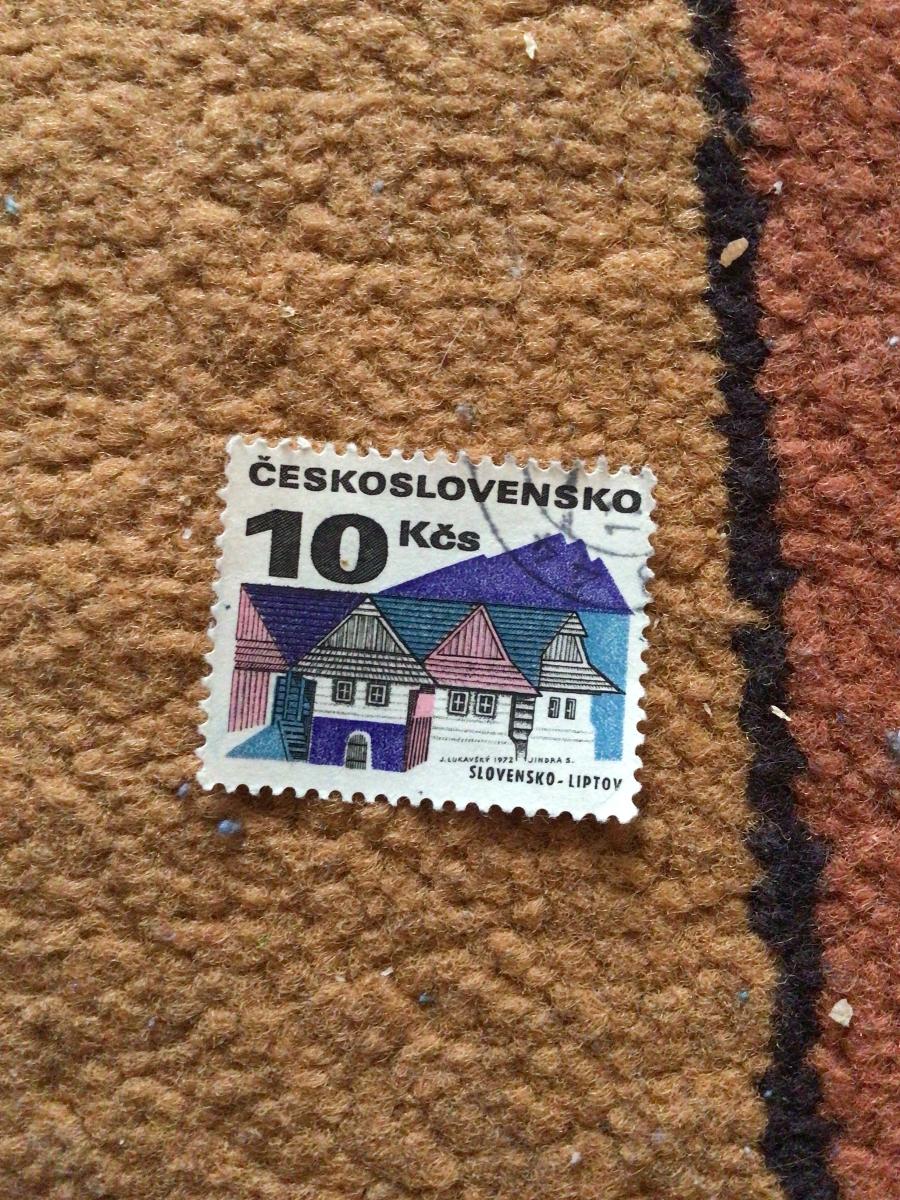 ČESKOSLOVENSKO
10 Kčs
J. LUKAVSKÝ 1972 JINDRA S.
SLOVENSKO - LIPTOV